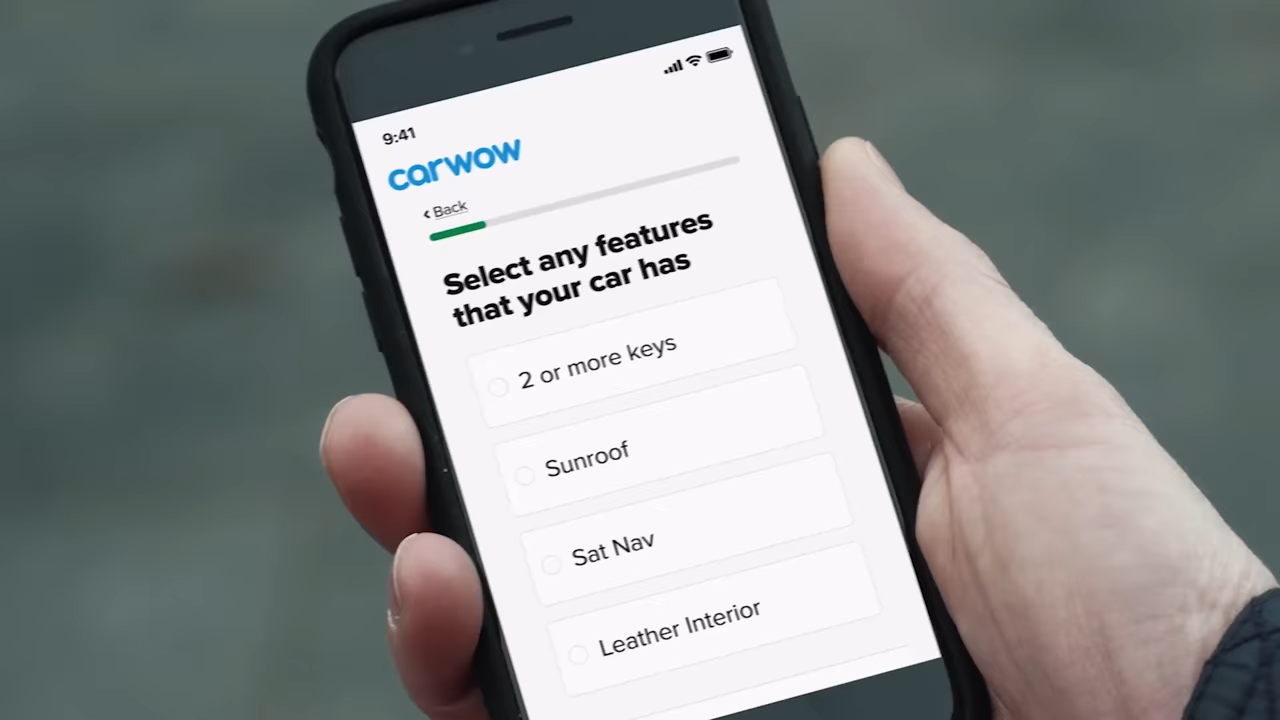 9:41
carwow
‹ Back
Select any features
that your car has
2 or more keys
Sunroof
Sat Nav
Leather Interior